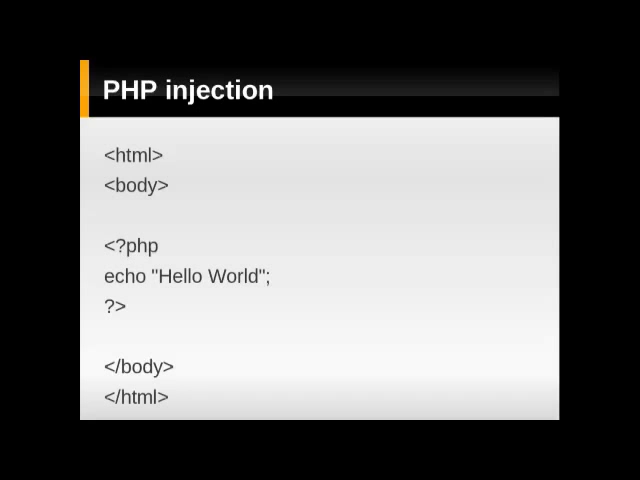 PHP injection
<html>
<body>
<?php
echo "Hello World";
?>
</body>
</html>